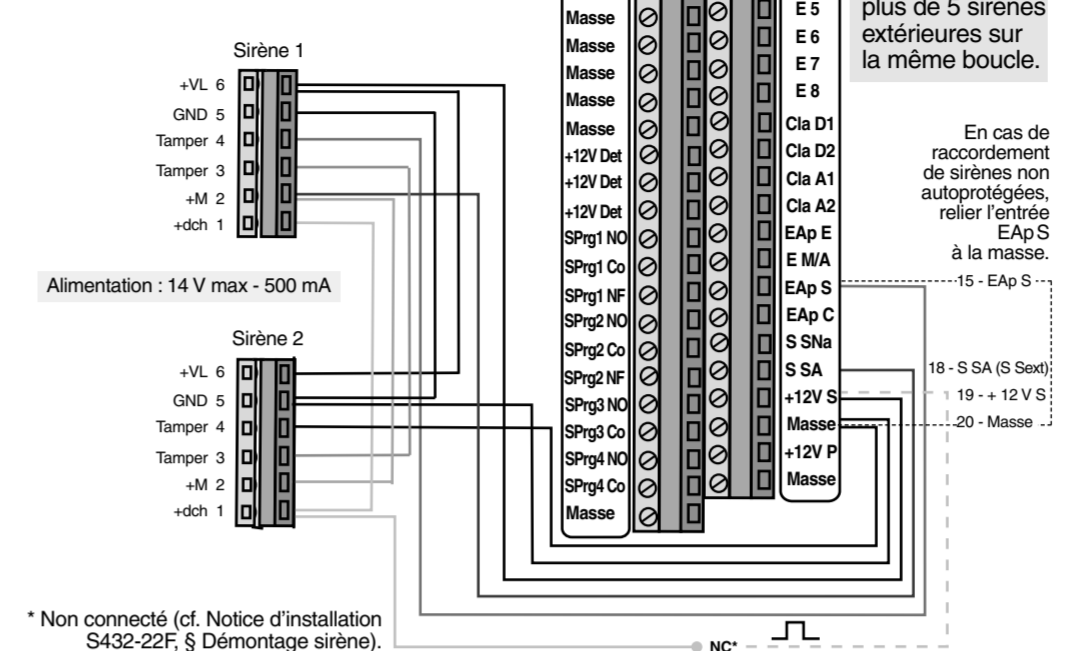 plus de 5 sirènes
extérieures sur
la même boucle.
Sirène 1
+VL 6
GND 5
Tamper 4
Tamper 3
+M 2
+dch 1
Alimentation : 14 V max - 500 mA
Sirène 2
+VL 6
GND 5
Tamper 4
Tamper 3
+M 2
+dch 1
Masse
Masse
Masse
Masse
Masse
+12V Det
+12V Det
+12V Det
SPrg1 NO
SPrg1 Co
SPrg1 NF
SPrg2 NO
SPrg2 Co
SPrg2 NF
SPrg3 NO
SPrg3 Co
SPrg4 NO
SPrg4 Co
Masse
E 5
E 6
E 7
E 8
Cla D1
Cla D2
Cla A1
Cla A2
EAp E
E M/A
EAp S
EAp C
S SNa
S SA
+12V S
Masse
+12V P
Masse
En cas de
raccordement
de sirènes non
autoprotégées,
relier l'entrée
EAp S
à la masse.
15 - EAp S
18 - S SA (S Sext)
19 - + 12 V S
20 - Masse
* Non connecté (cf. Notice d'installation
S432-22F, § Démontage sirène).
NC*